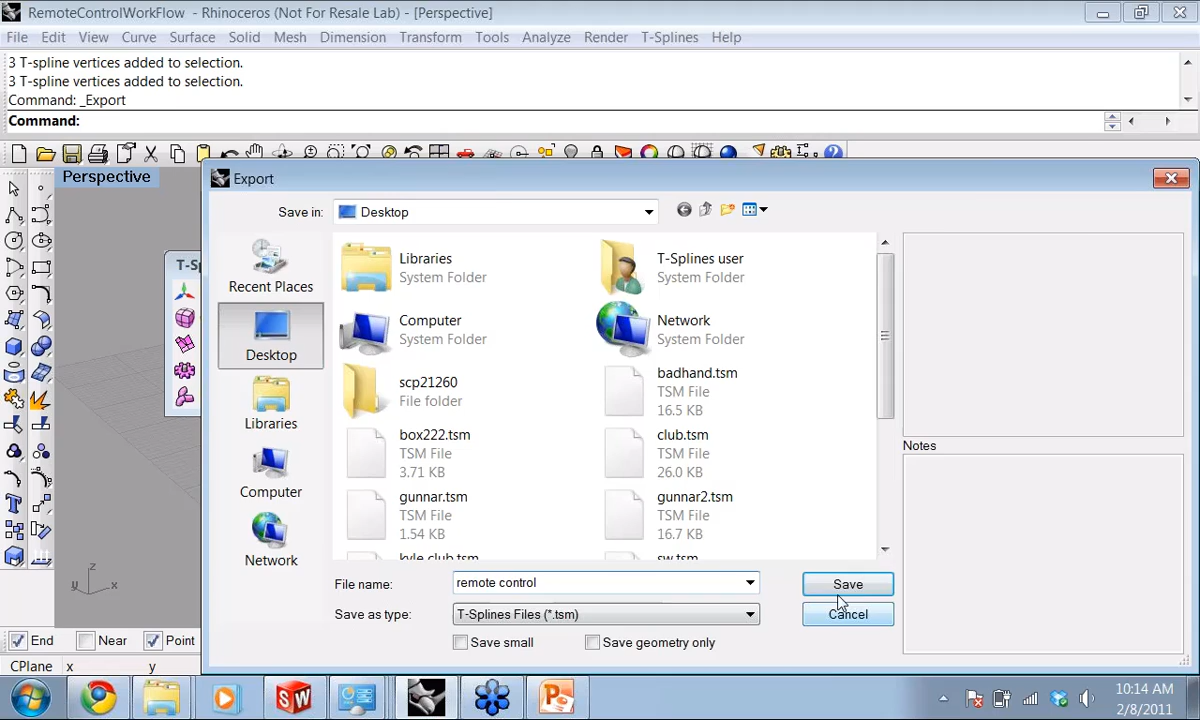 RemoteControlWorkFlow - Rhinoceros (Not For Resale Lab) - [Perspective]
File Edit View Curve Surface Solid Mesh Dimension Transform Tools Analyze Render T-Splines Help
3 T-spline vertices added to selection.
3 T-spline vertices added to selection.
Command: _Export
Command:
Perspective
Export
Save in: Desktop
T-Sp
Recent Places
Desktop
Libraries
Computer
Network
Libraries
System Folder
T-Splines user
System Folder
Computer
System Folder
Network
System Folder
scp21260
File folder
badhand.tsm
TSM File
16.5 KB
box222.tsm
TSM File
3.71 KB
club.tsm
TSM File
26.0 KB
gunnar.tsm
TSM File
1.54 KB
gunnar2.tsm
TSM File
16.7 KB
kyle club.tsm
sw.tsm
Notes
File name: remote control
Save
Save as type: T-Splines Files (*.tsm)
Cancel
Save small
Save geometry only
z
y x
End Near Point
CPlane x y
10:14 AM
2/8/2011